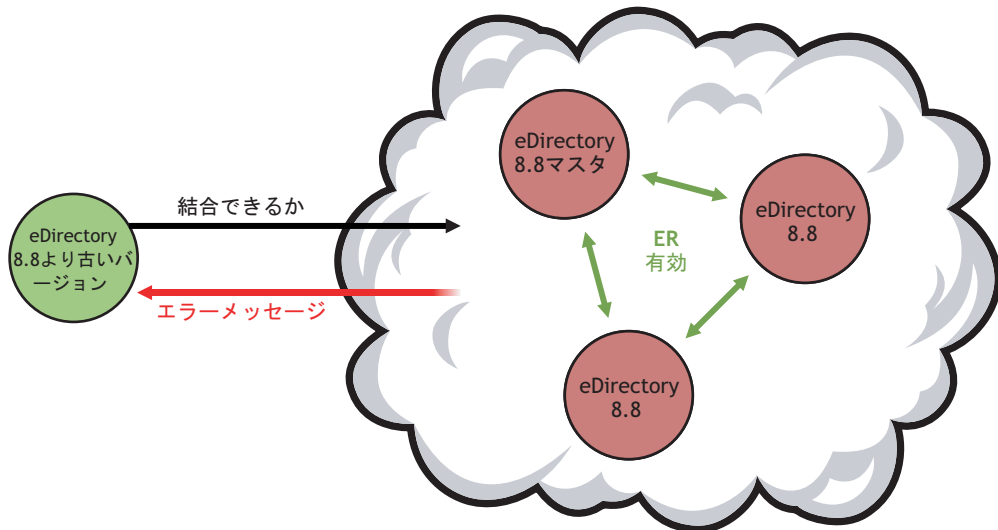 eDirectory
8.8マスタ
eDirectory
8.8
結合できるか
eDirectory
8.8より古いバ
ージョン
ER
有効
エラーメッセージ
eDirectory
8.8